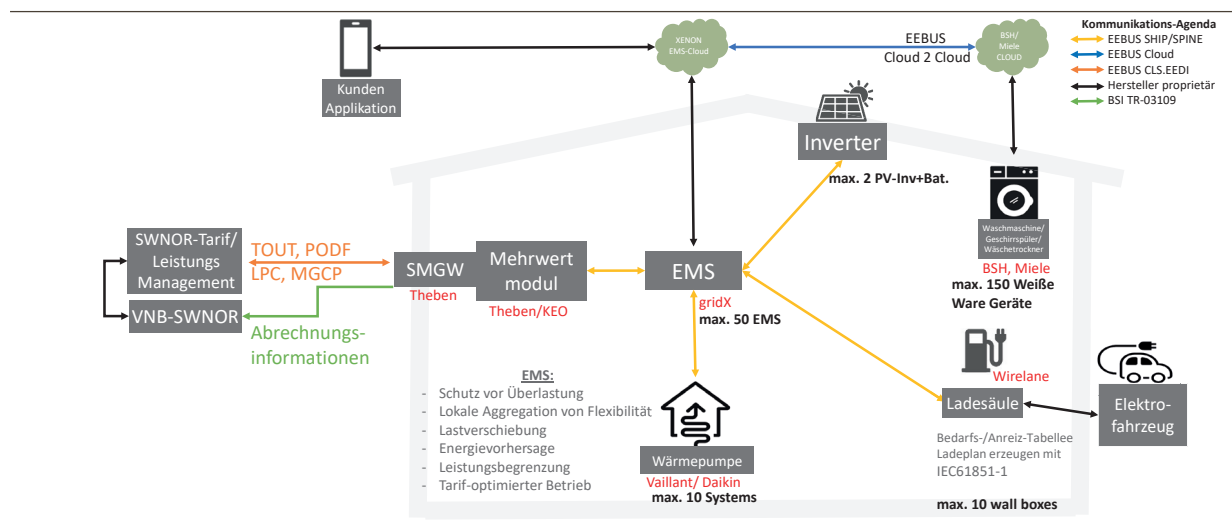 Kommunikations-Agenda
EEBUS SHIP/SPINE
EEBUS Cloud
EEBUS CLS.EEDI
Hersteller proprietär
BSI TR-03109
XENON
EMS-Cloud
EEBUS
Cloud 2 Cloud
BSH/
Miele
CLOUD
Kunden
Applikation
Inverter
max. 2 PV-Inv+Bat.
Waschmaschine/
Geschirrspüler/
Wäschetrockner
BSH, Miele
max. 150 Weiße
Ware Geräte
SWNOR-Tarif/
Leistungs
Management
TOUT, PODF
LPC, MGCP
SMGW
Theben
Mehrwert
modul
Theben/KEO
EMS
gridX
max. 50 EMS
VNB-SWNOR
Abrechnungs-
informationen
EMS:
- Schutz vor Überlastung
- Lokale Aggregation von Flexibilität
- Lastverschiebung
- Energievorhersage
- Leistungsbegrenzung
- Tarif-optimierter Betrieb
Wärmepumpe
Vaillant/ Daikin
max. 10 Systems
Wirelane
Ladesäule
Elektro-
fahrzeug
Bedarfs-/Anreiz-Tabellee
Ladeplan erzeugen mit
IEC61851-1
max. 10 wall boxes